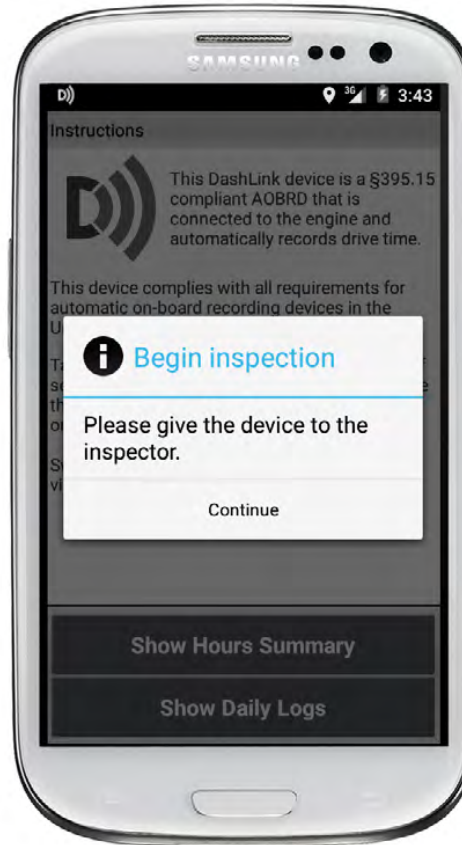 SAMSUNG
D))
3G
3:43
Instructions
This DashLink device is a §395.15
compliant AOBRD that is
connected to the engine and
automatically records drive time.
This device complies with all requirements for
automatic on-board recording devices in the
Begin inspection
Please give the device to the
inspector.
Continue
Show Hours Summary
Show Daily Logs